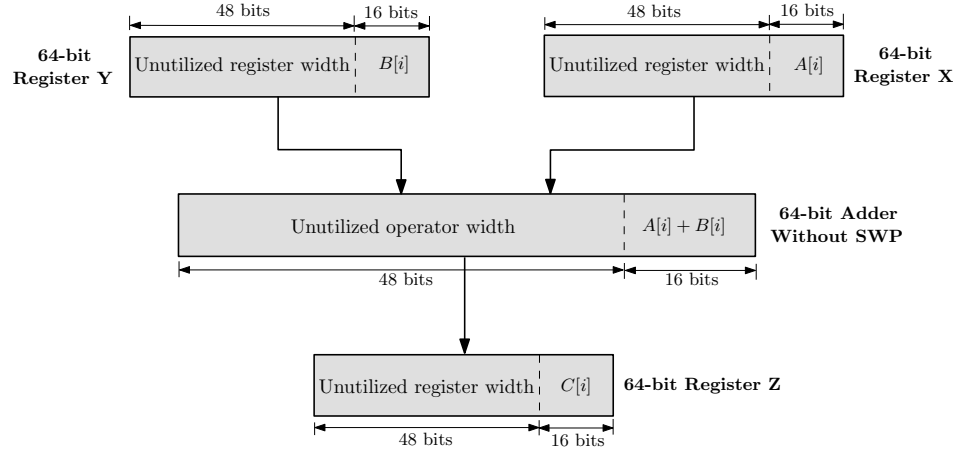 48 bits
16 bits
48 bits
16 bits
64-bit
Register Y
Unutilized register width
B[i]
Unutilized register width
A[i]
64-bit
Register X
Unutilized operator width
A[i] + B[i]
64-bit Adder
Without SWP
48 bits
16 bits
Unutilized register width
C[i]
64-bit Register Z
48 bits
16 bits